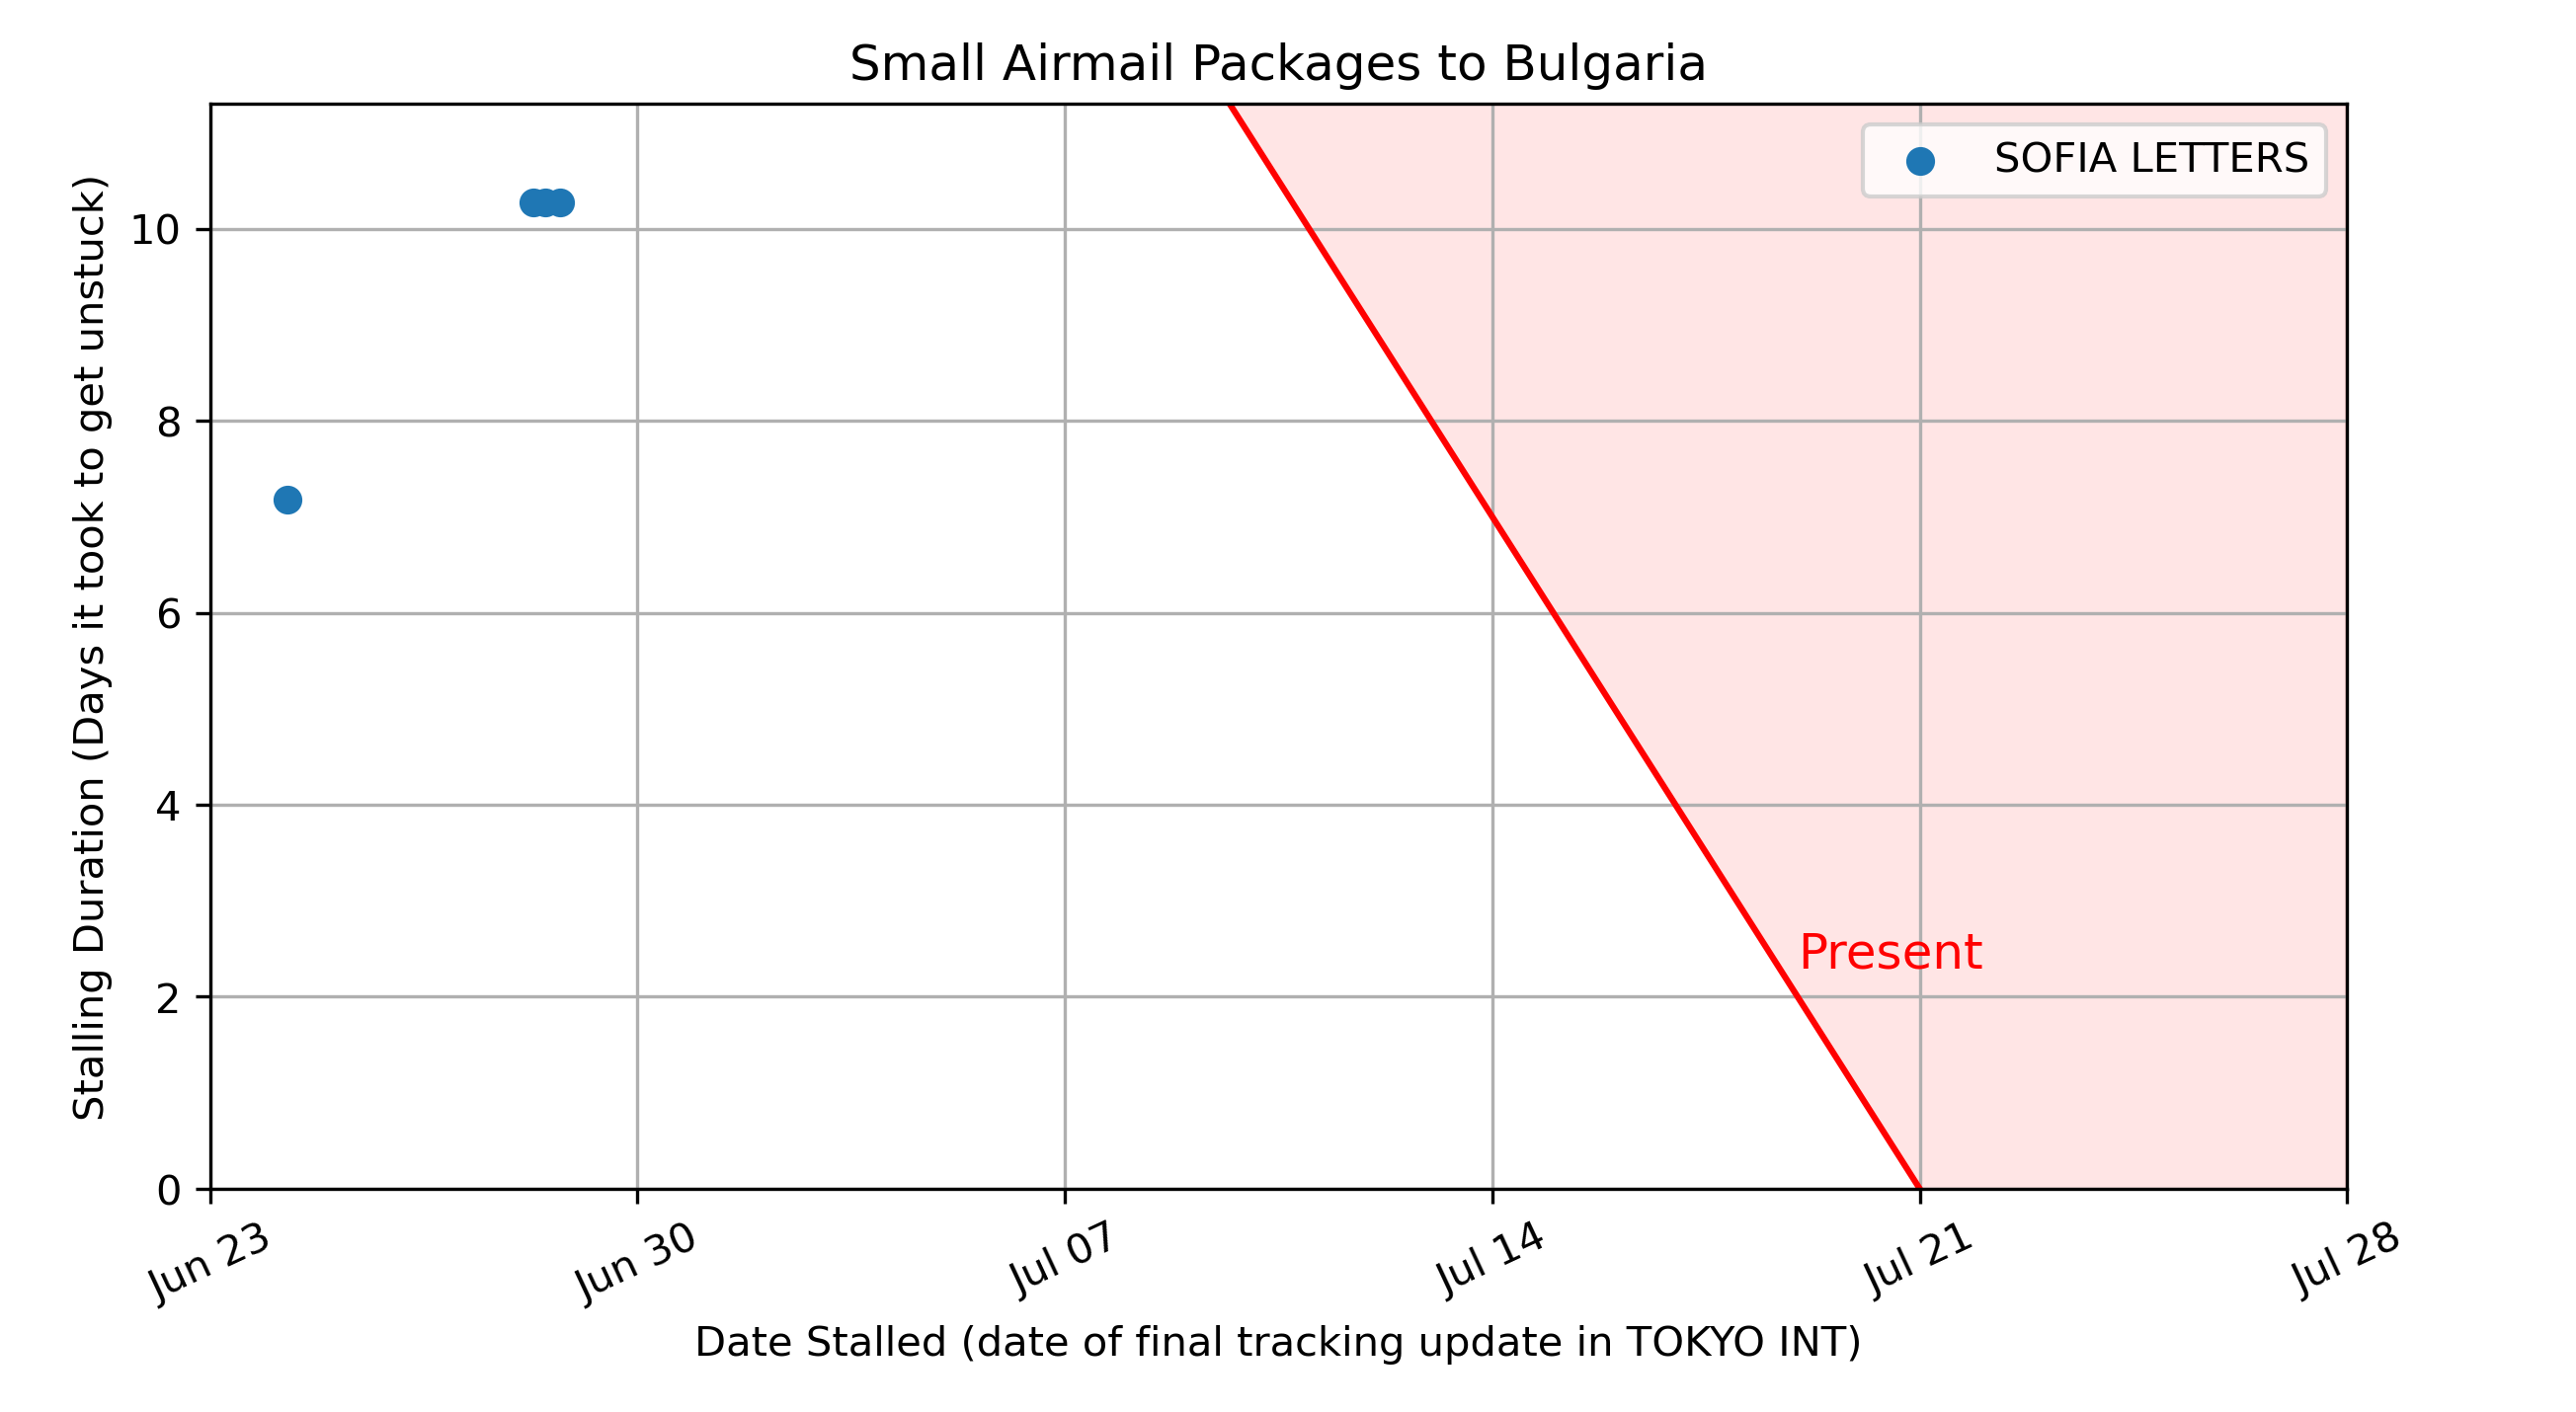 Small Airmail Packages to Bulgaria
SOFIA LETTERS
Stalling Duration (Days it took to get unstuck)
10
8
6
4
2
0
Present
Jun 23
Jun 30
Jul 07
Jul 14
Jul 21
Jul 28
Date Stalled (date of final tracking update in TOKYO INT)